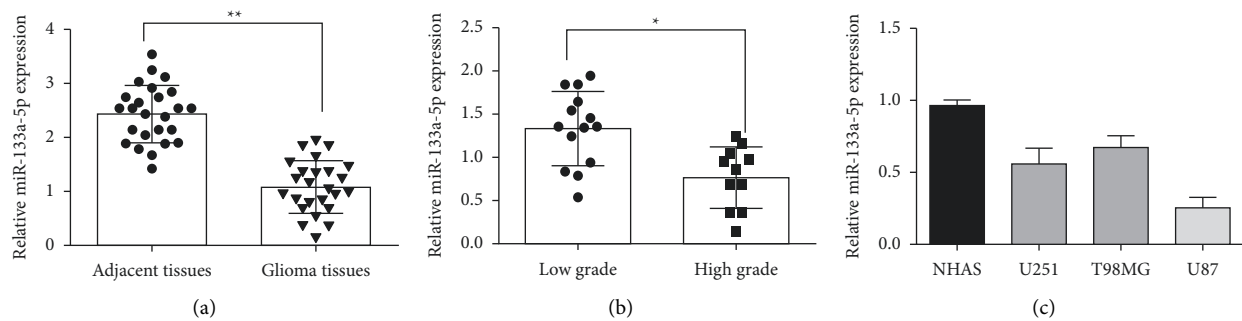 Relative miR-133a-5p expression
4
3
2
1
0
**
Adjacent tissues
Glioma tissues
(a)
Relative miR-133a-5p expression
2.5
2.0
1.5
1.0
0.5
0.0
*
Low grade
High grade
(b)
Relative miR-133a-5p expression
1.5
1.0
0.5
0.0
NHAS
U251
T98MG
U87
(c)